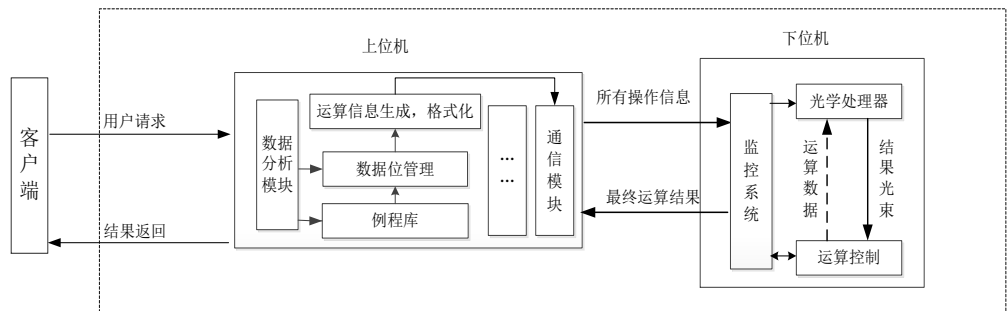 上位机
下位机
客户端
用户请求
结果返回
数据
分析
模块
运算信息生成，格式化
数据位管理
例程库
...
...
通信模块
所有操作信息
最终运算结果
监控系统
光学处理器
运算数据
结果光束
运算控制